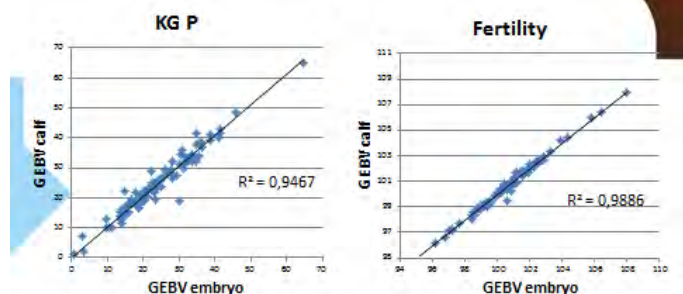 KG P
70
60
50
40
30
20
10
0
GEBV calf
R² = 0,9467
0 10 20 30 40 50 60 70
GEBV embryo
Fertility
111
109
107
105
103
101
99
97
95
GEBV calf
R² = 0,9886
94 96 98 100 102 104 106 108 110
GEBV embryo